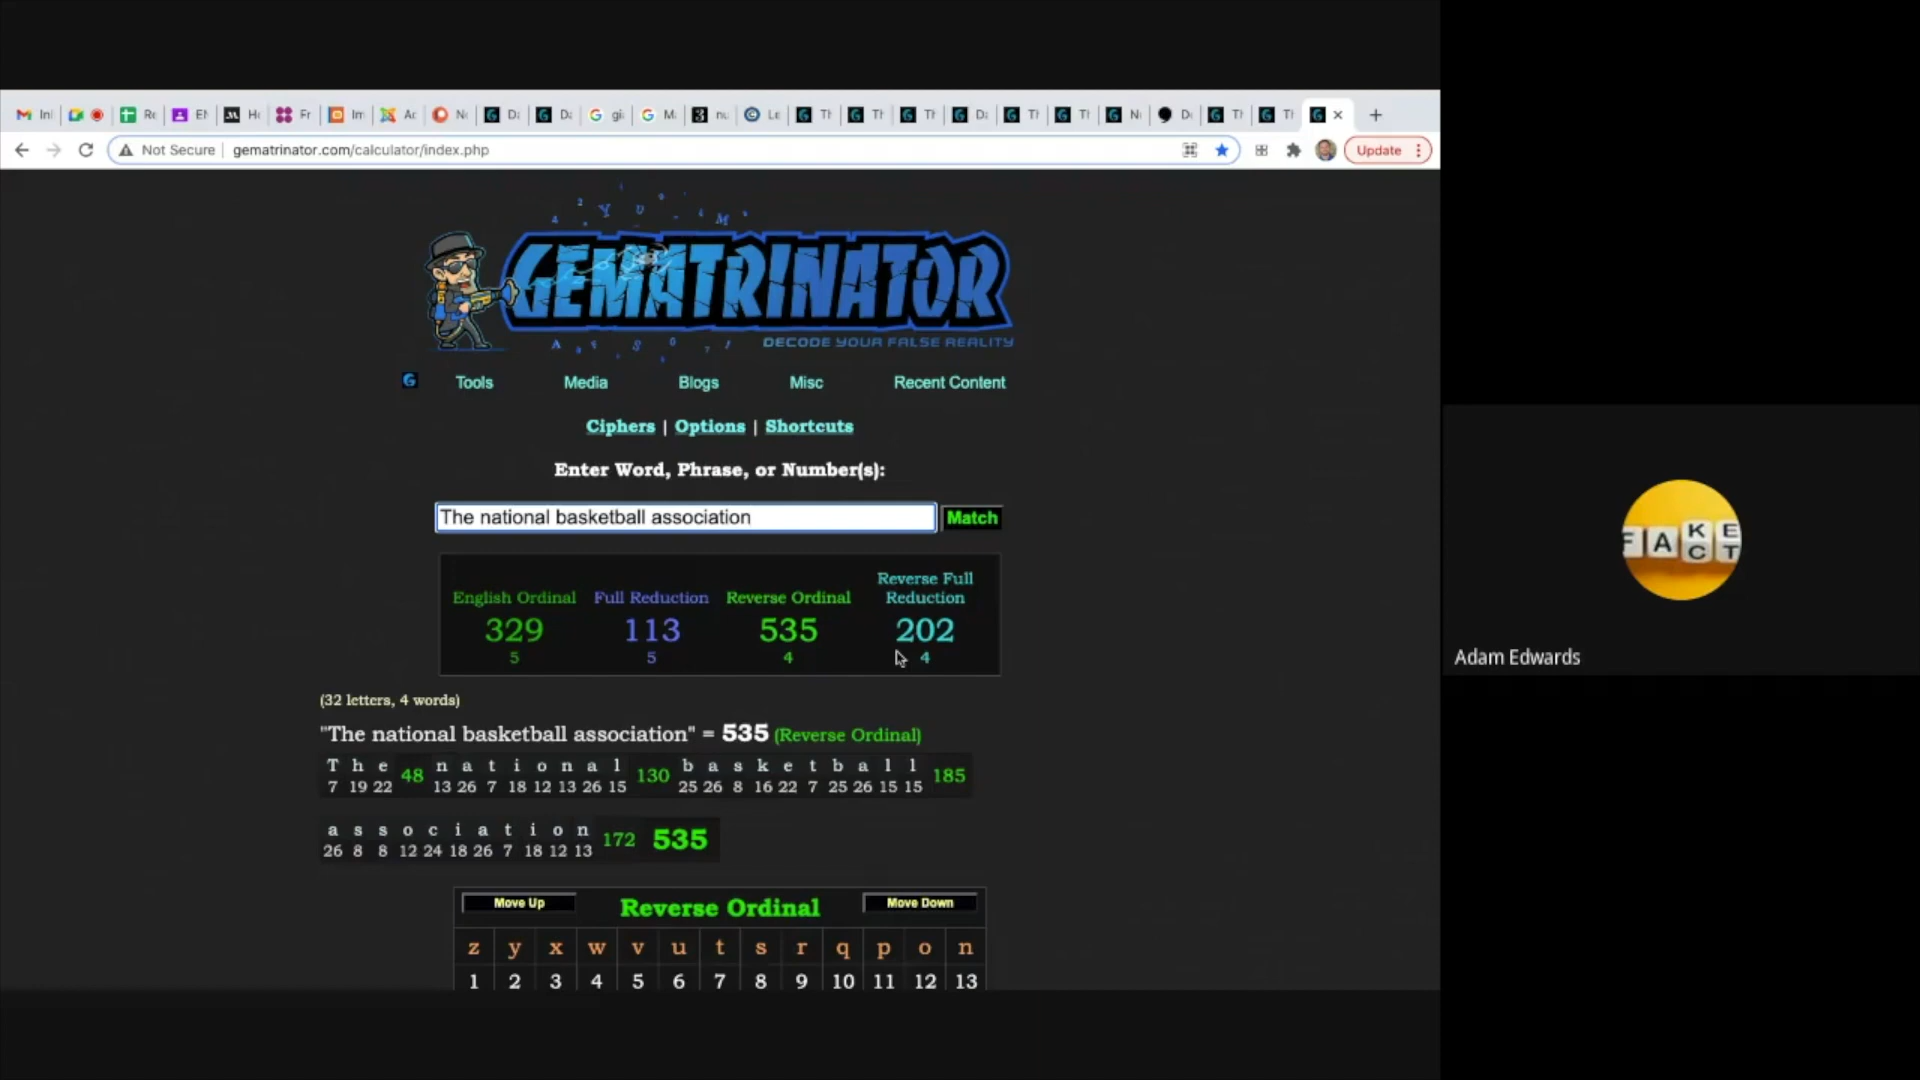 Not Secure | gematrinator.com/calculator/index.php
Update
GEMATRINATOR
DECODE YOUR FALSE REALITY
Tools Media Blogs Misc Recent Content
Ciphers | Options | Shortcuts
Enter Word, Phrase, or Number(s):
The national basketball association Match
English Ordinal Full Reduction Reverse Ordinal Reverse Full Reduction
329 113 535 202
5 5 4 4
(32 letters, 4 words)
"The national basketball association" = 535 (Reverse Ordinal)
T h e 48 n a t i o n a l 130 b a s k e t b a l l 185
7 19 22 13 26 7 18 12 13 26 15 25 26 8 16 22 7 25 26 15 15
a s s o c i a t i o n 172 535
26 8 8 12 24 18 26 7 18 12 13
Move Up Reverse Ordinal Move Down
z y x w v u t s r q p o n
1 2 3 4 5 6 7 8 9 10 11 12 13
FAKE
CT
Adam Edwards